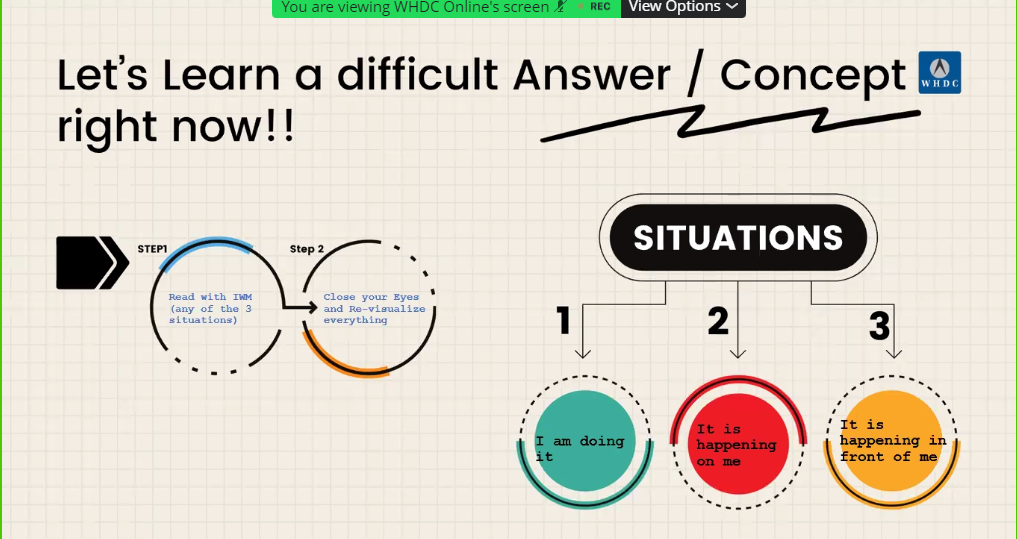 You are viewing WHDC Online's screen REC View Options
Let's Learn a difficult Answer / Concept
WHDC
right now!!
SITUATIONS
STEP1
Step 2
Read with IWM
(any of the 3
situations)
Close your Eyes
and Re-visualize
everything
1
2
3
I am doing
it
It is
happening
on me
It is
happening in
front of me